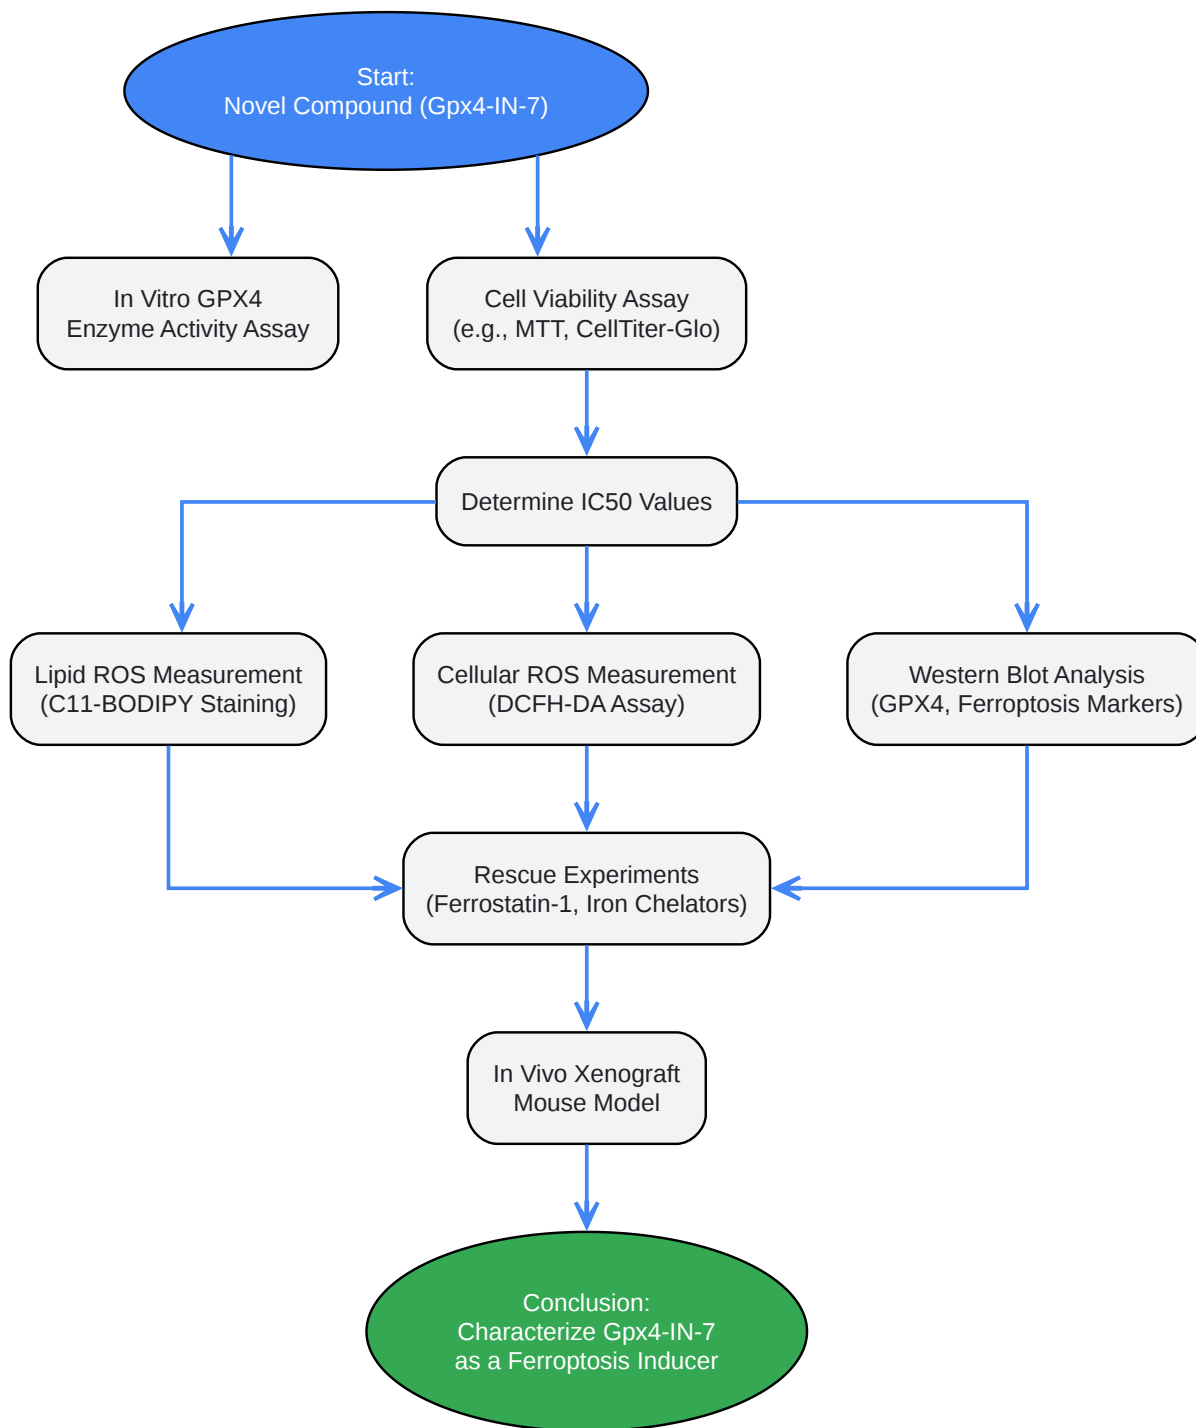 Start:
Novel Compound (Gpx4-IN-7)
In Vitro GPX4
Enzyme Activity Assay
Cell Viability Assay
(e.g., MTT, CellTiter-Glo)
Determine IC50 Values
Lipid ROS Measurement
(C11-BODIPY Staining)
Cellular ROS Measurement
(DCFH-DA Assay)
Western Blot Analysis
(GPX4, Ferroptosis Markers)
Rescue Experiments
(Ferrostatin-1, Iron Chelators)
In Vivo Xenograft
Mouse Model
Conclusion:
Characterize Gpx4-IN-7
as a Ferroptosis Inducer